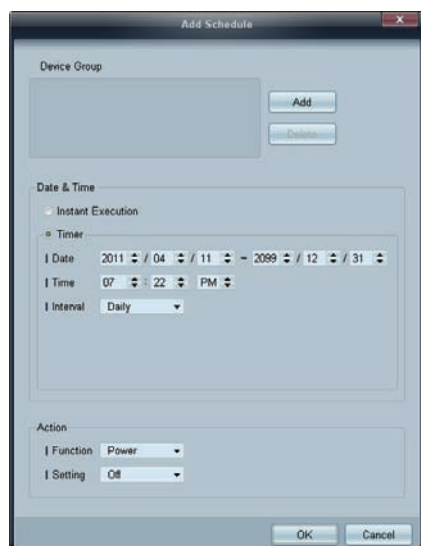 Add Schedule
x
Device Group
Add
Delete
Date & Time
Instant Execution
Timer
Date 2011 / 04 / 11 - 2099 / 12 / 31
Time 07 : 22 PM
Interval Daily
Action
Function Power
Setting Off
OK Cancel